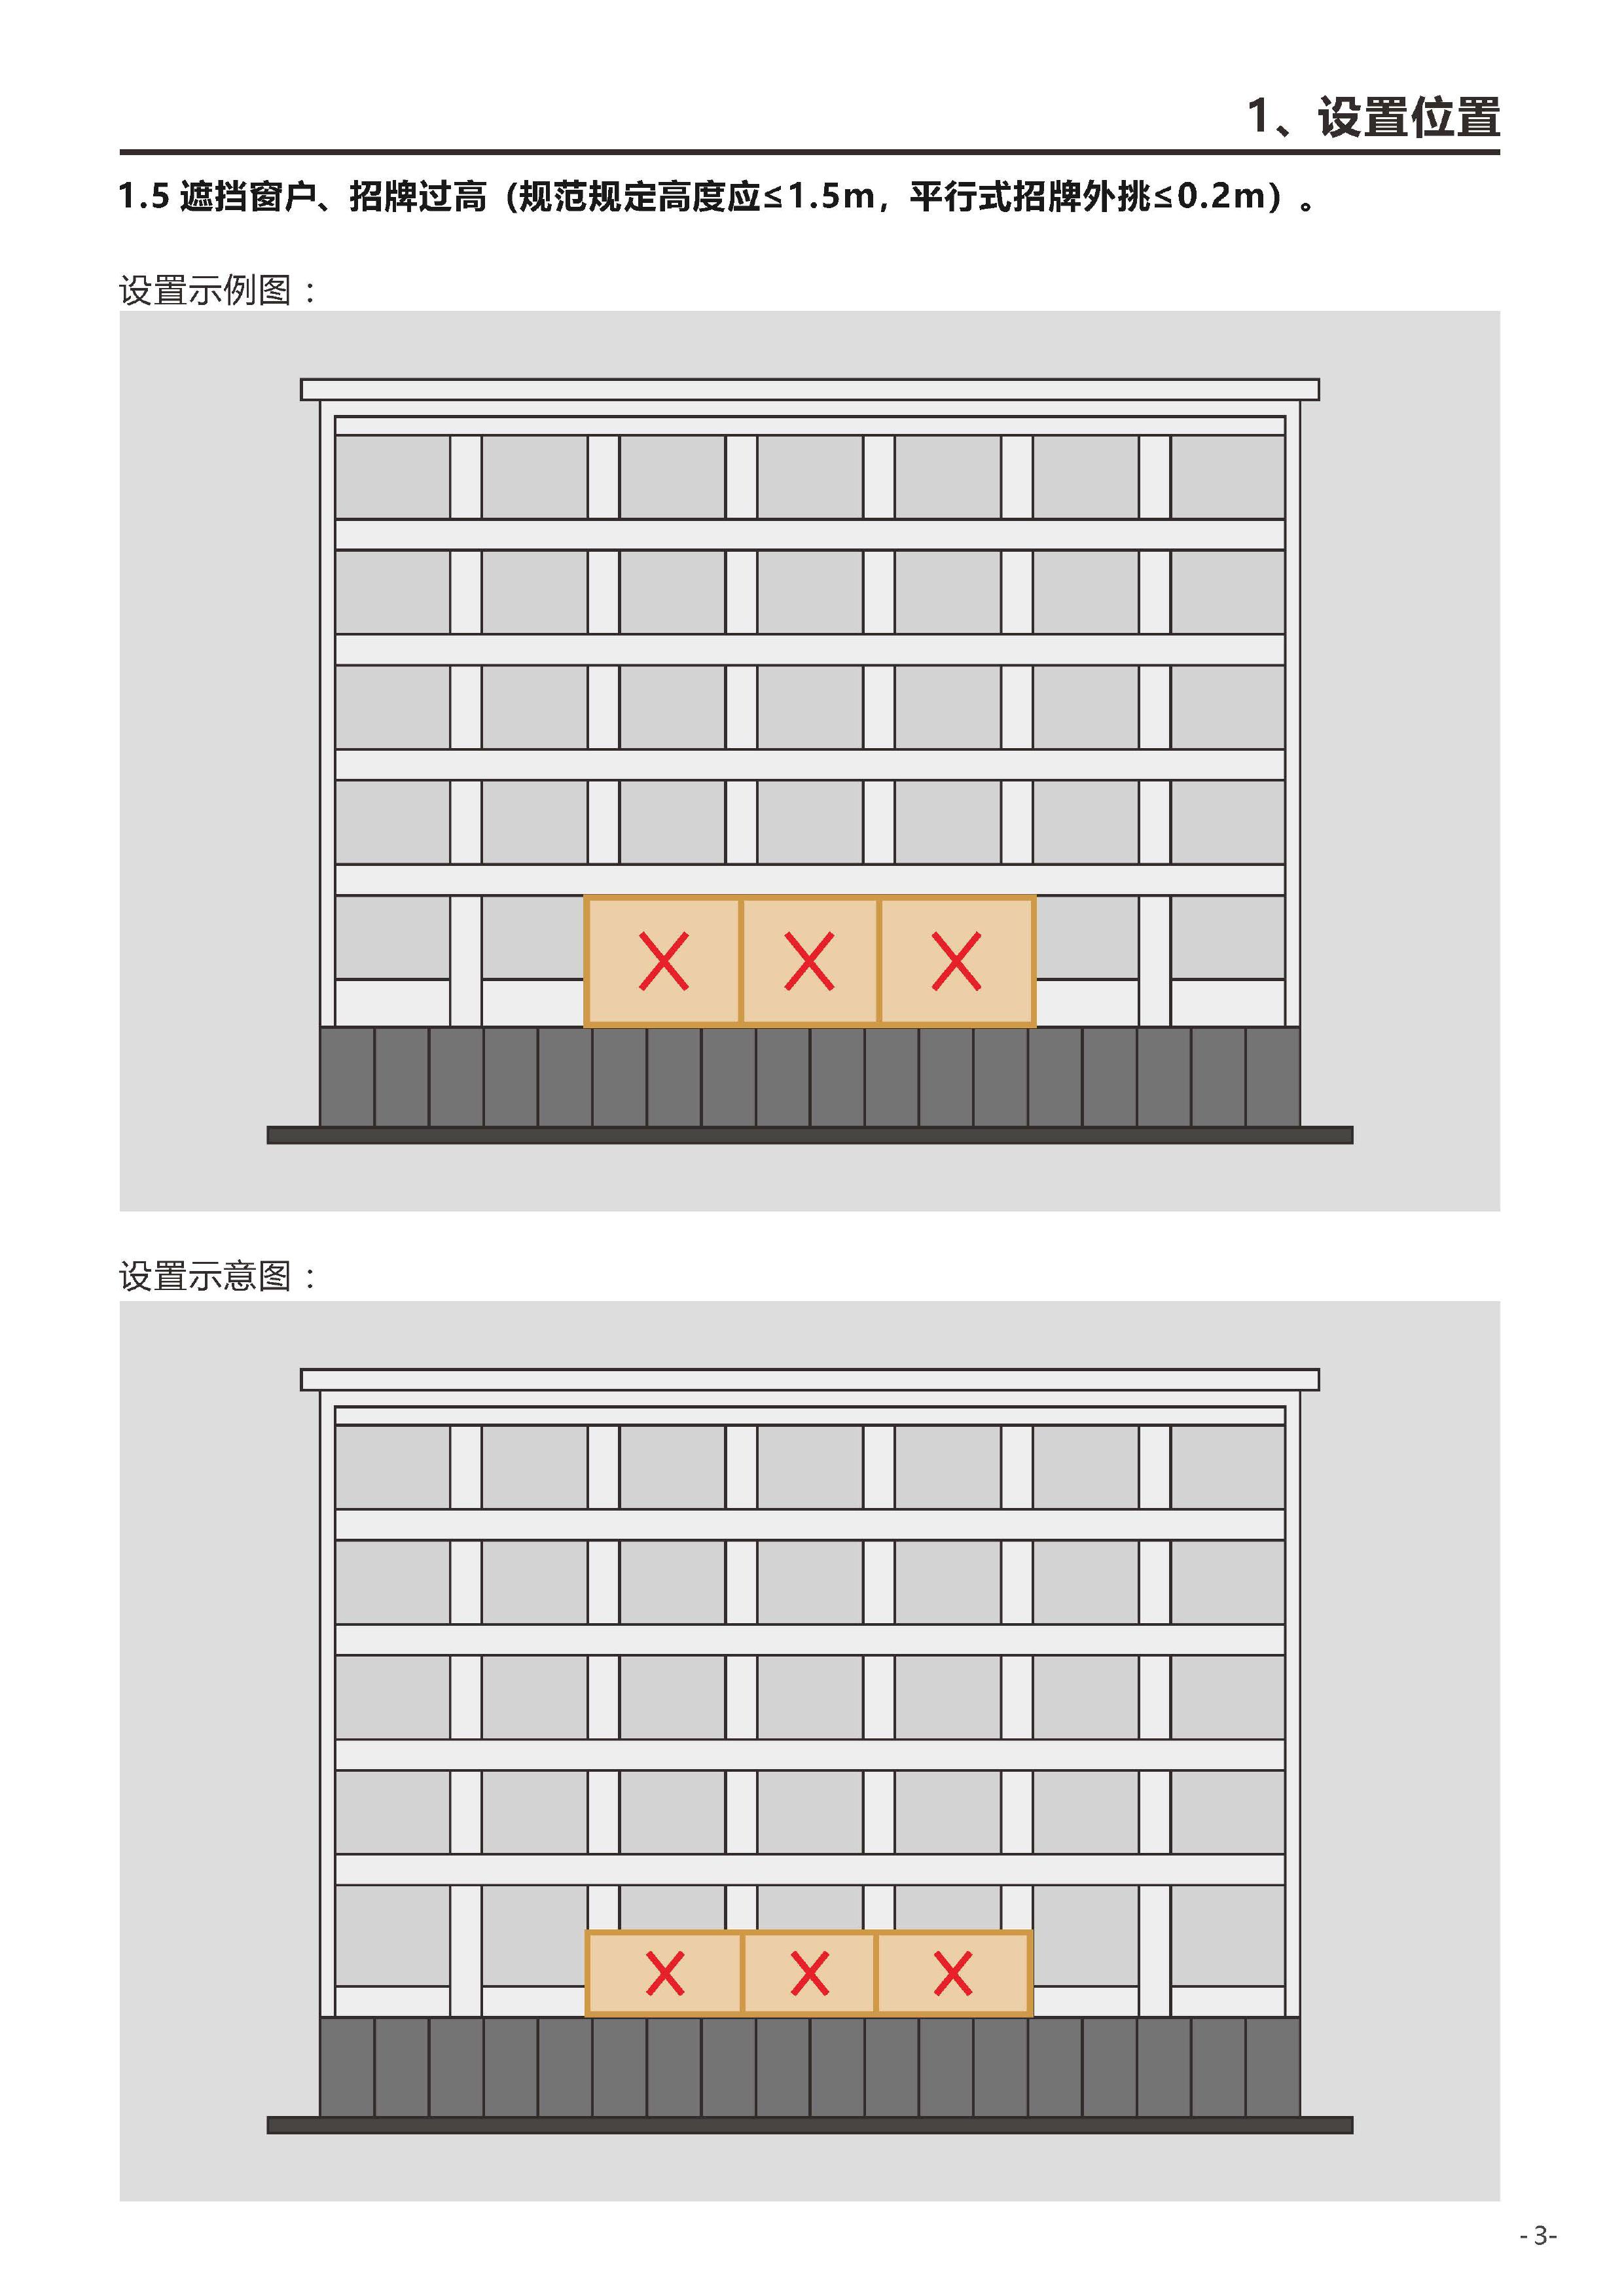 1、设置位置
1.5 遮挡窗户、招牌过高（规范规定高度应≤1.5m，平行式招牌外挑≤0.2m）。
设置示例图：
设置示意图：
- 3-